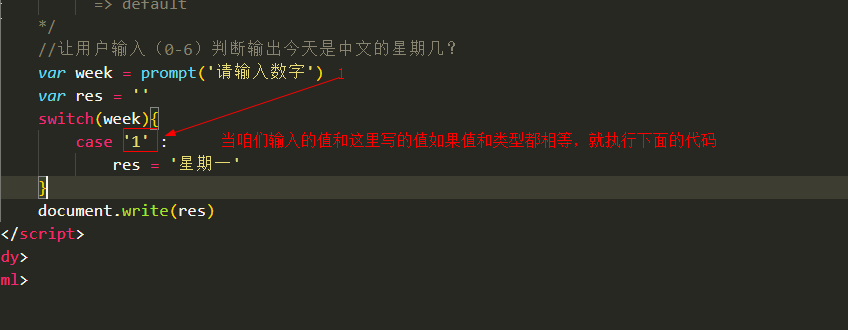 => default
*/
//让用户输入（0-6）判断输出今天是中文的星期几？
var week = prompt('请输入数字') 1
var res = ''
switch(week){
case '1' : 当咱们输入的值和这里写的值如果值和类型都相等，就执行下面的代码
res = '星期一'
}
document.write(res)
</script>
dy>
ml>